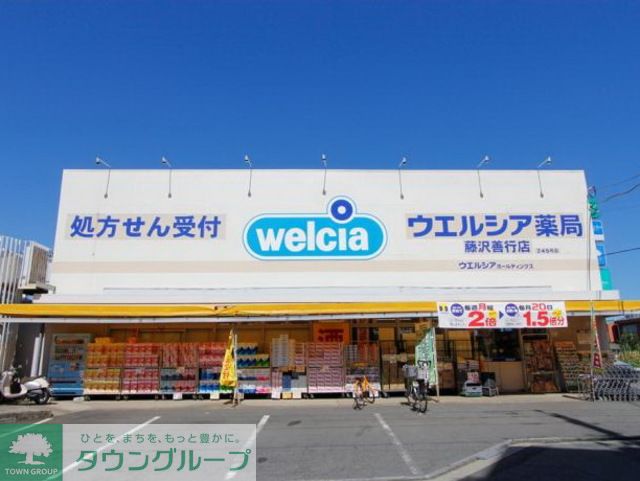 処方せん受付
welcia
ウエルシア薬局
藤沢善行店
ウエルシアホールディングス
毎週月曜
2倍
毎月20日
1.5倍分
TOWN GROUP
ひとを、まちを、もっと豊かに。
タウングループ